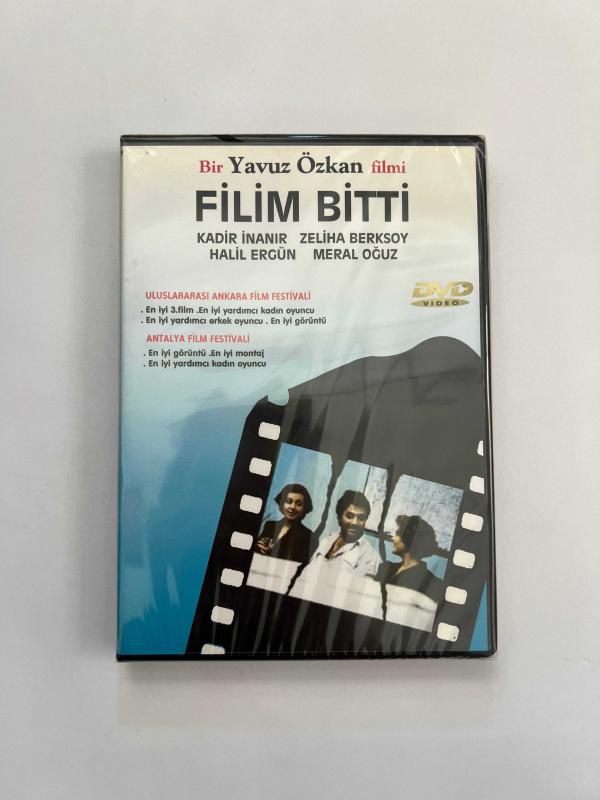 Bir Yavuz Özkan filmi
FİLİM BİTTİ
KADİR İNANIR ZELİHA BERKSOY
HALİL ERGÜN MERAL OĞUZ
DVD
VIDEO
ULUSLARARASI ANKARA FİLM FESTİVALİ
. En iyi 3.film .En iyi yardımcı kadın oyuncu
. En iyi yardımcı erkek oyuncu . En iyi görüntü
ANTALYA FİLM FESTİVALİ
. En iyi görüntü .En iyi montaj
. En iyi yardımcı kadın oyuncu